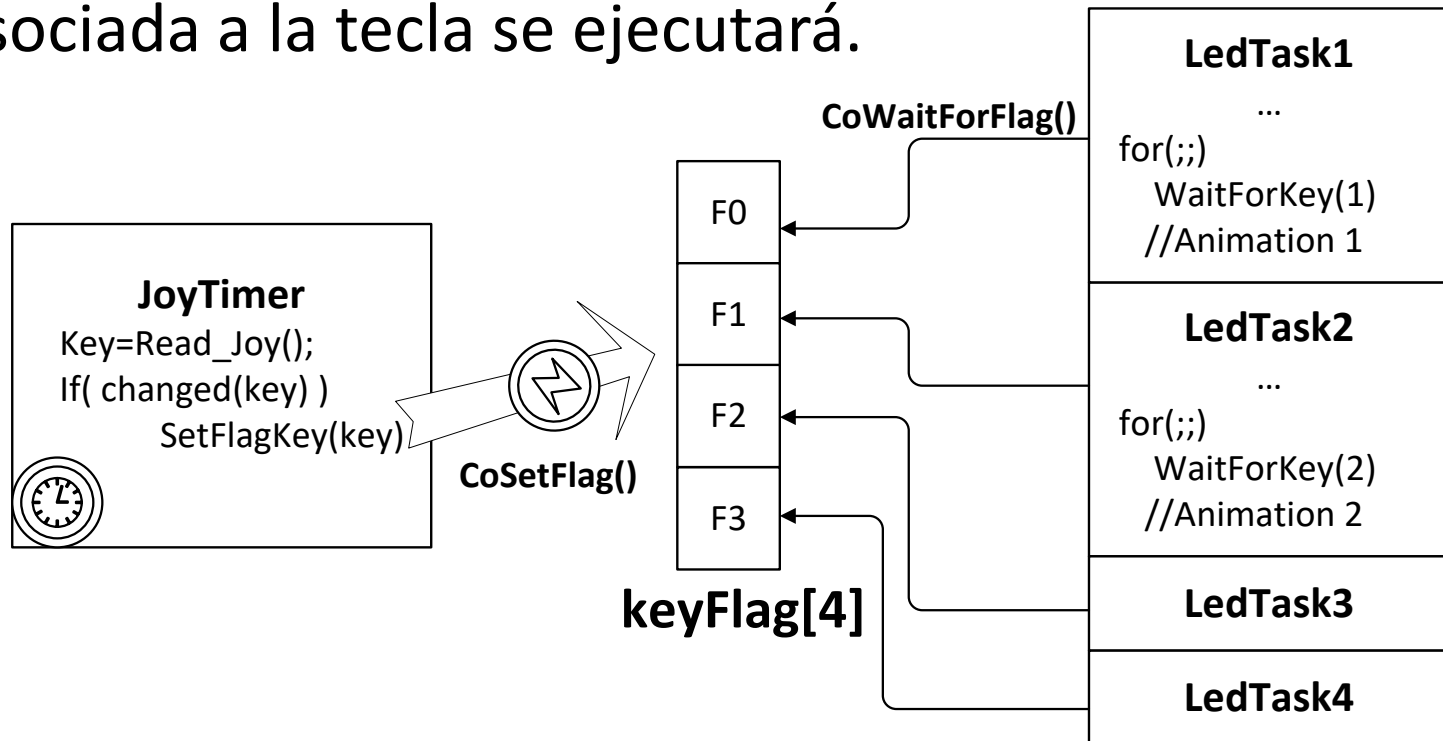 sociada a la tecla se ejecutará.
CoWaitForFlag()
JoyTimer
Key=Read_Joy();
If( changed(key) )
SetFlagKey(key)
CoSetFlag()
F0
F1
F2
F3
keyFlag[4]
LedTask1
...
for(;;)
WaitForKey(1)
//Animation 1
LedTask2
...
for(;;)
WaitForKey(2)
//Animation 2
LedTask3
LedTask4